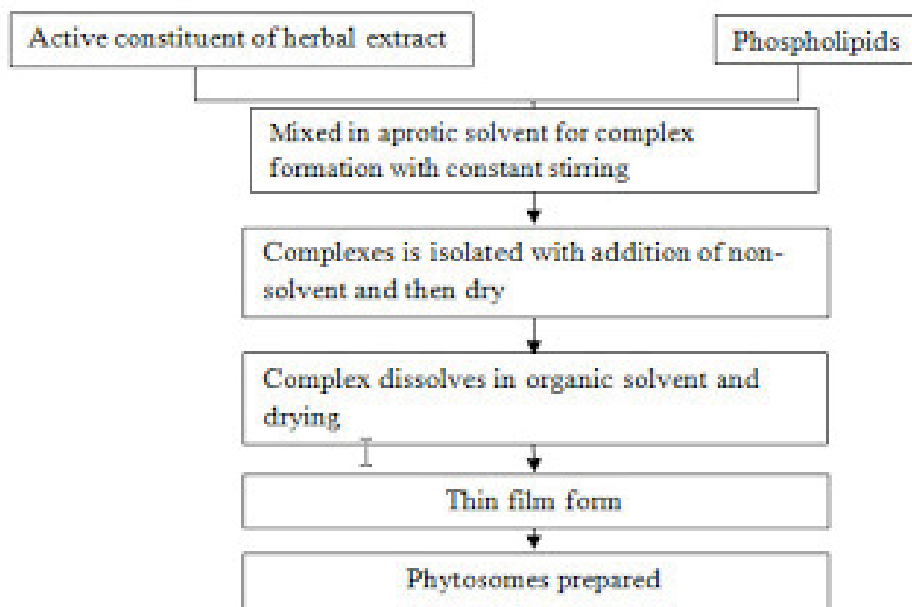 Active constituent of herbal extract
Phospholipids
Mixed in aprotic solvent for complex
formation with constant stirring
Complexes is isolated with addition of non-
solvent and then dry
Complex dissolves in organic solvent and
drying
Thin film form
Phytosomes prepared